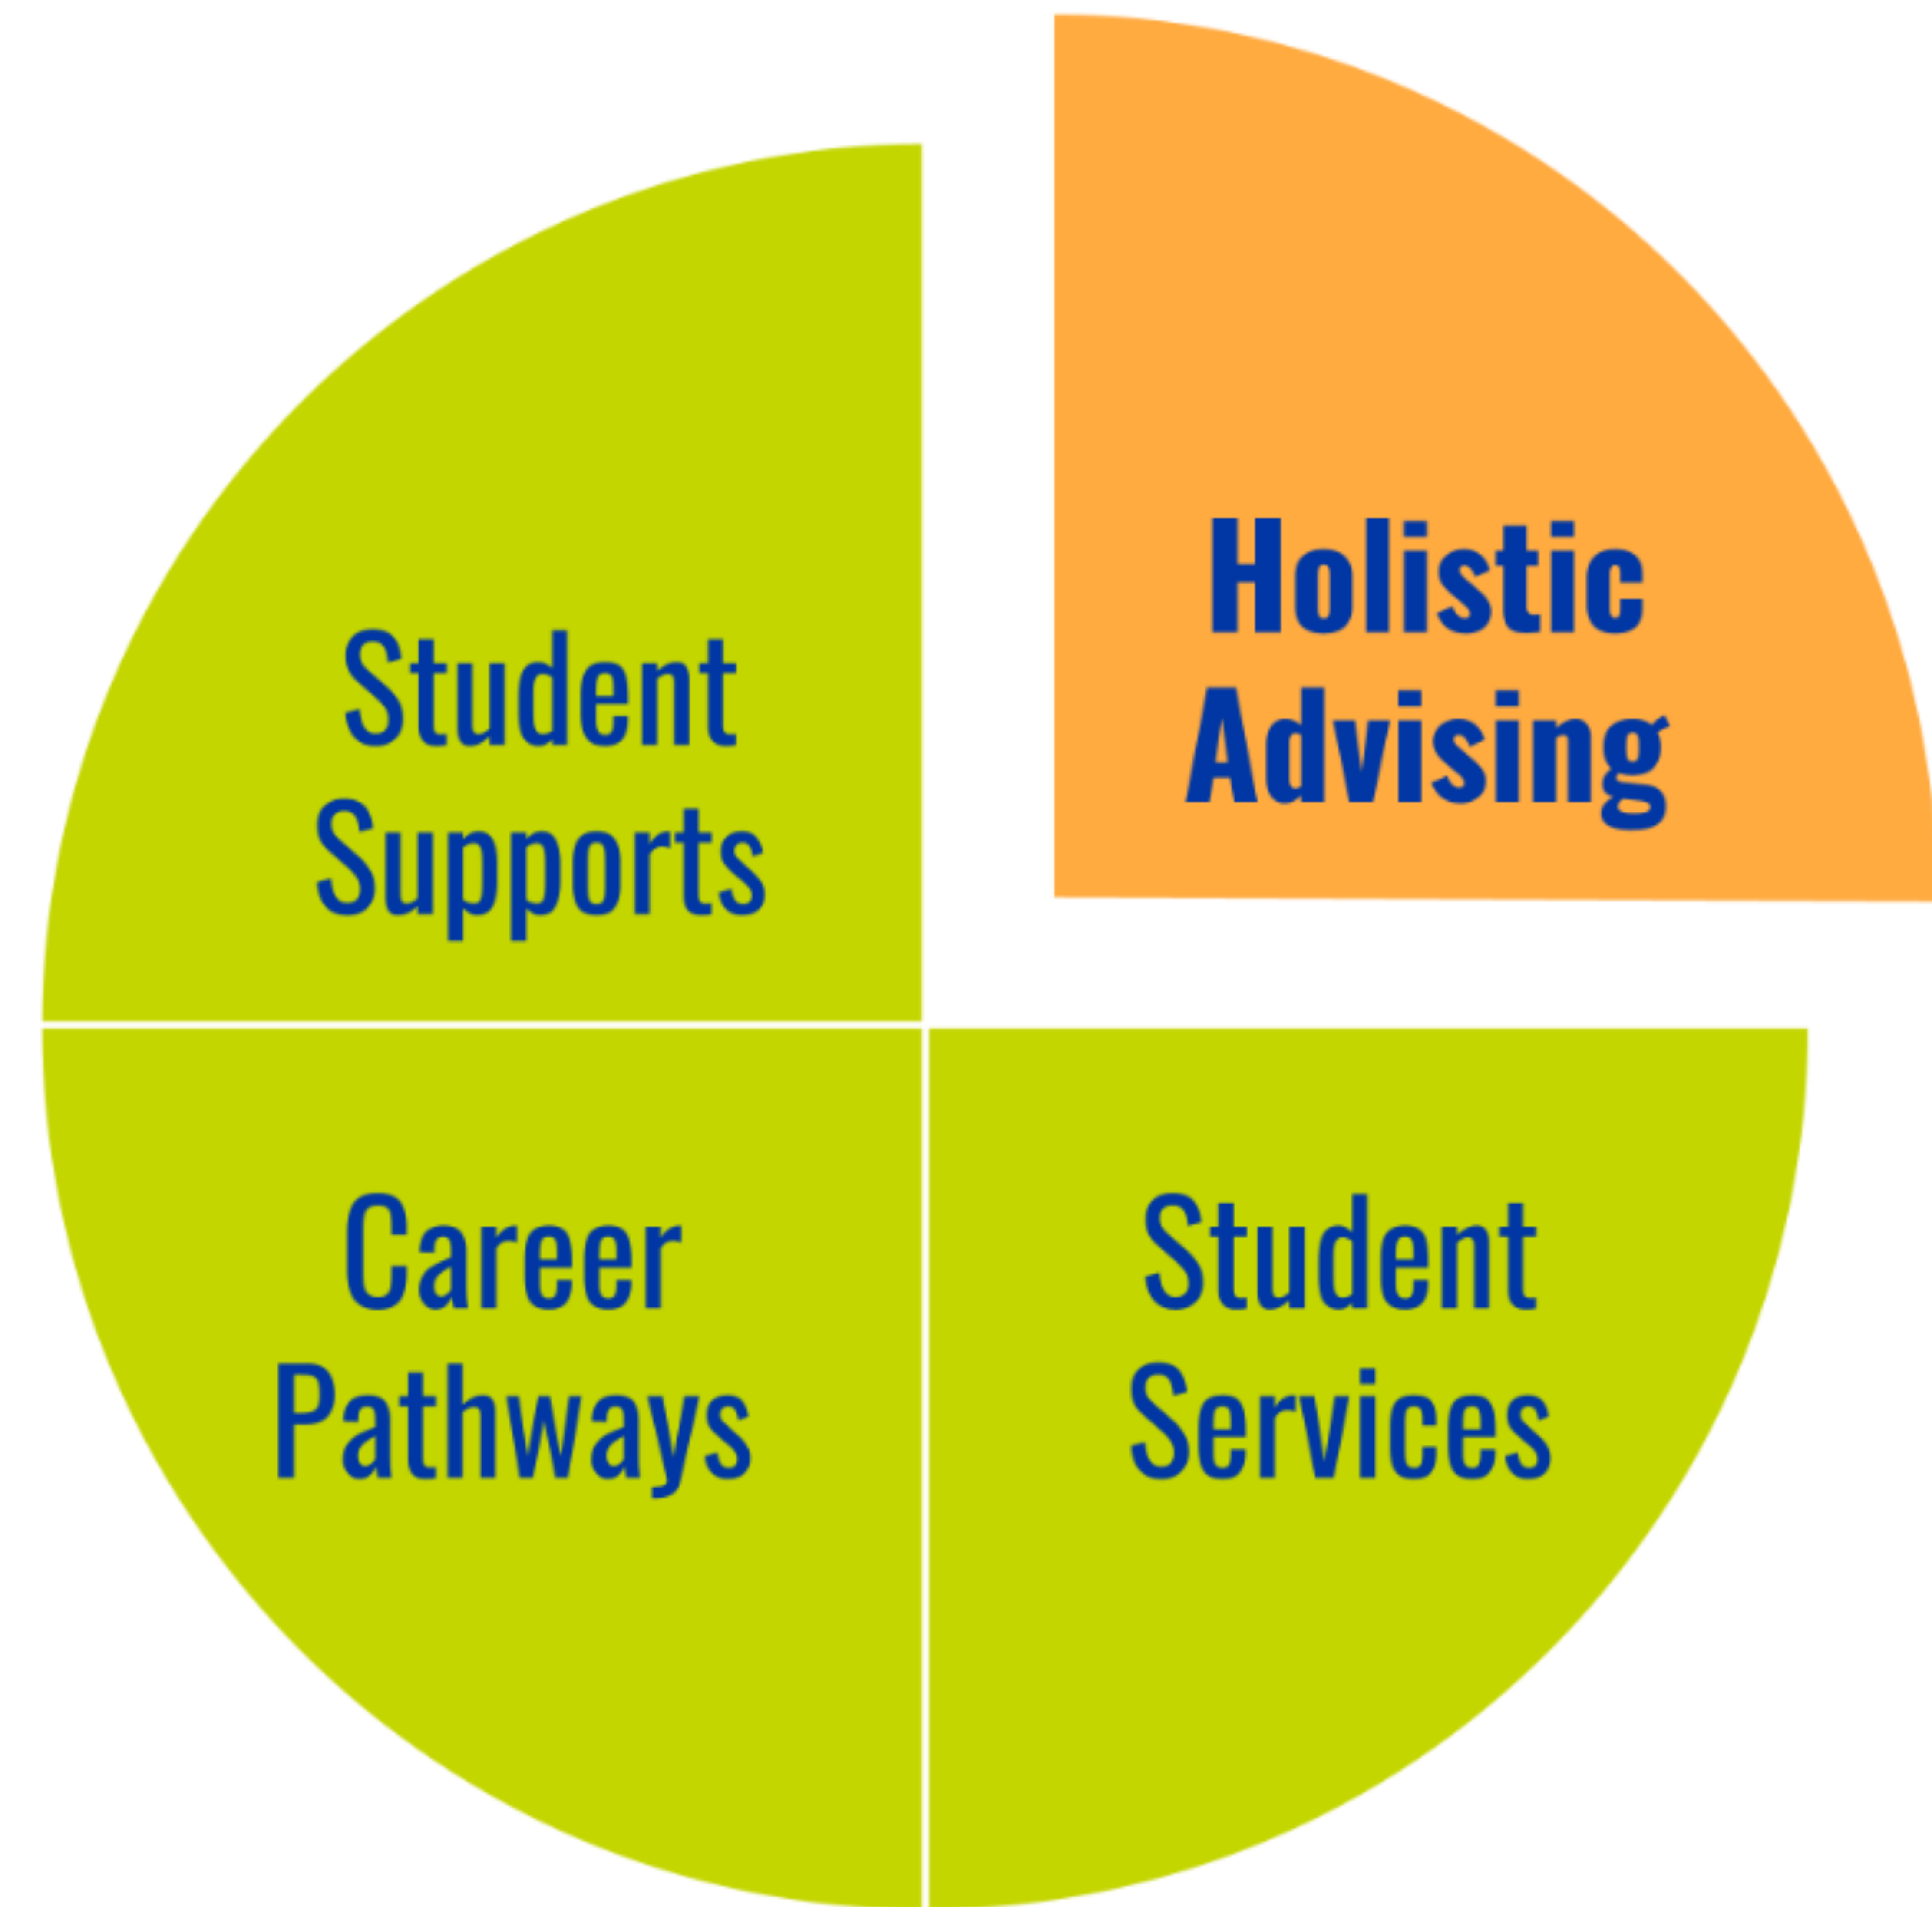 Holistic
Advising
Student
Supports
Career
Pathways
Student
Services